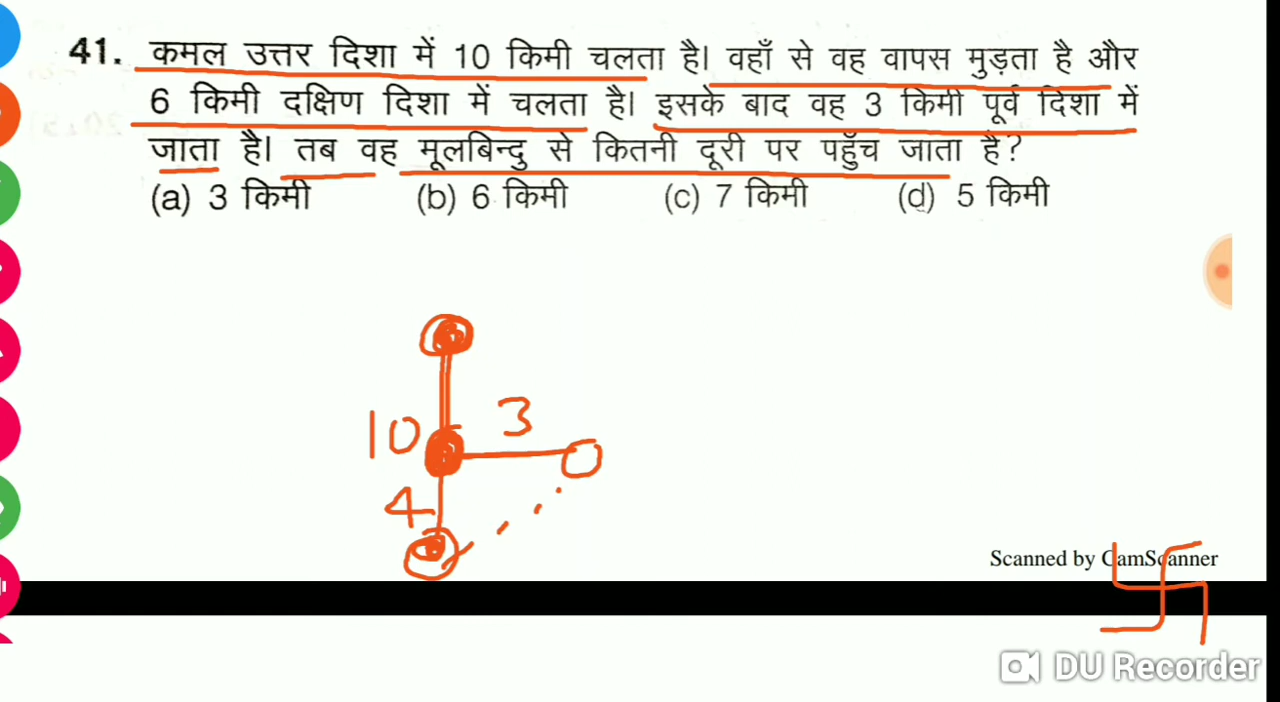 41. कमल उत्तर दिशा में 10 किमी चलता है। वहाँ से वह वापस मुड़ता है और
6 किमी दक्षिण दिशा में चलता है। इसके बाद वह 3 किमी पूर्व दिशा में
जाता है। तब वह मूलबिन्दु से कितनी दूरी पर पहुँच जाता है?
(a) 3 किमी (b) 6 किमी (c) 7 किमी (d) 5 किमी
3
10
4
Scanned by CamScanner
DU Recorder